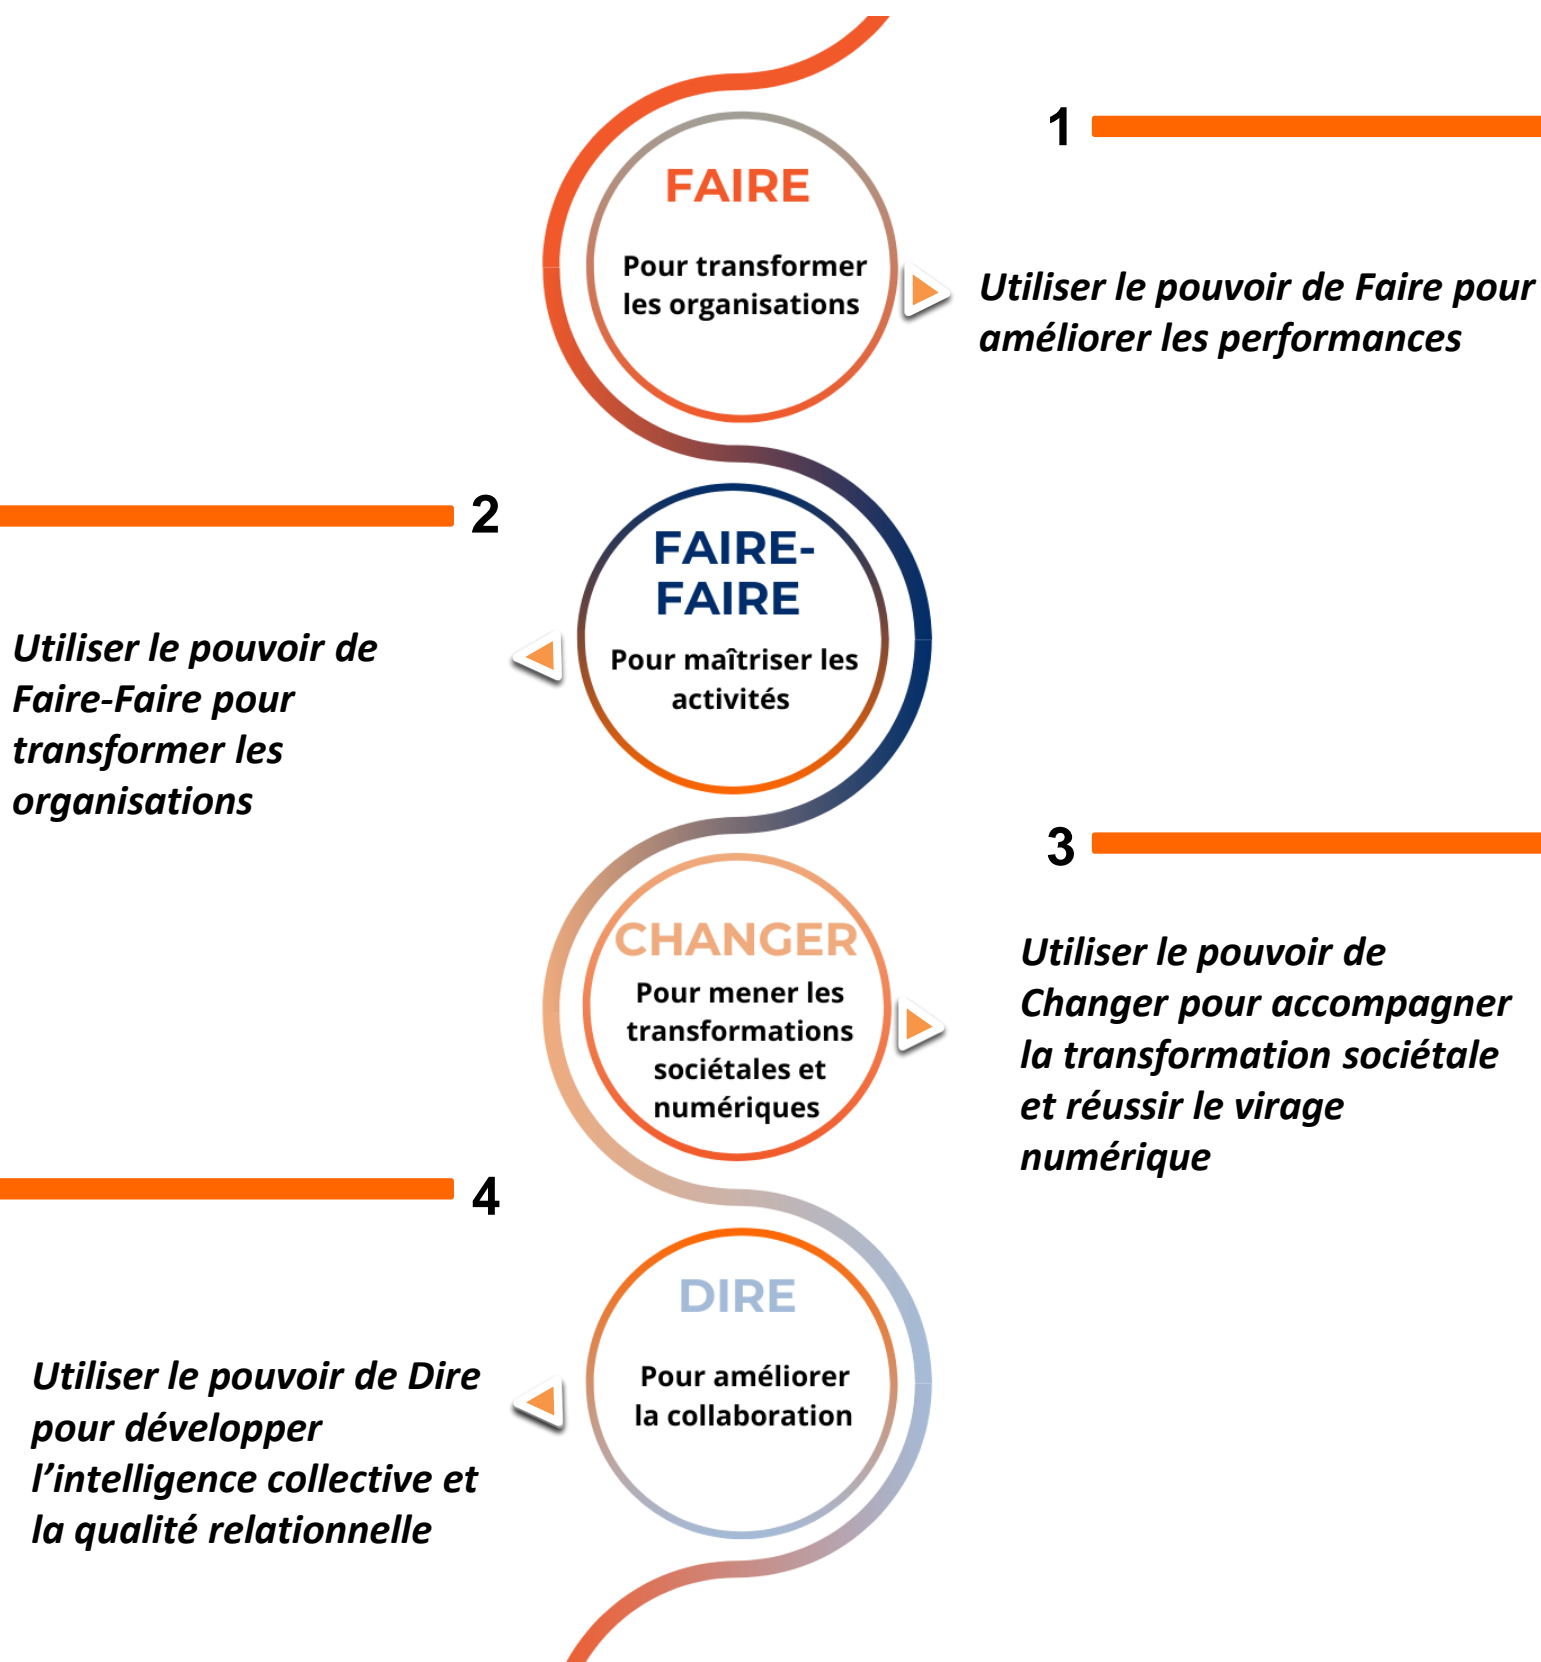 1
FAIRE
Pour transformer
les organisations
Utiliser le pouvoir de Faire pour
améliorer les performances
2
FAIRE-
FAIRE
Pour maîtriser les
activités
Utiliser le pouvoir de
Faire-Faire pour
transformer les
organisations
3
CHANGER
Pour mener les
transformations
sociétales et
numériques
Utiliser le pouvoir de
Changer pour accompagner
la transformation sociétale
et réussir le virage
numérique
4
DIRE
Pour améliorer
la collaboration
Utiliser le pouvoir de Dire
pour développer
l’intelligence collective et
la qualité relationnelle